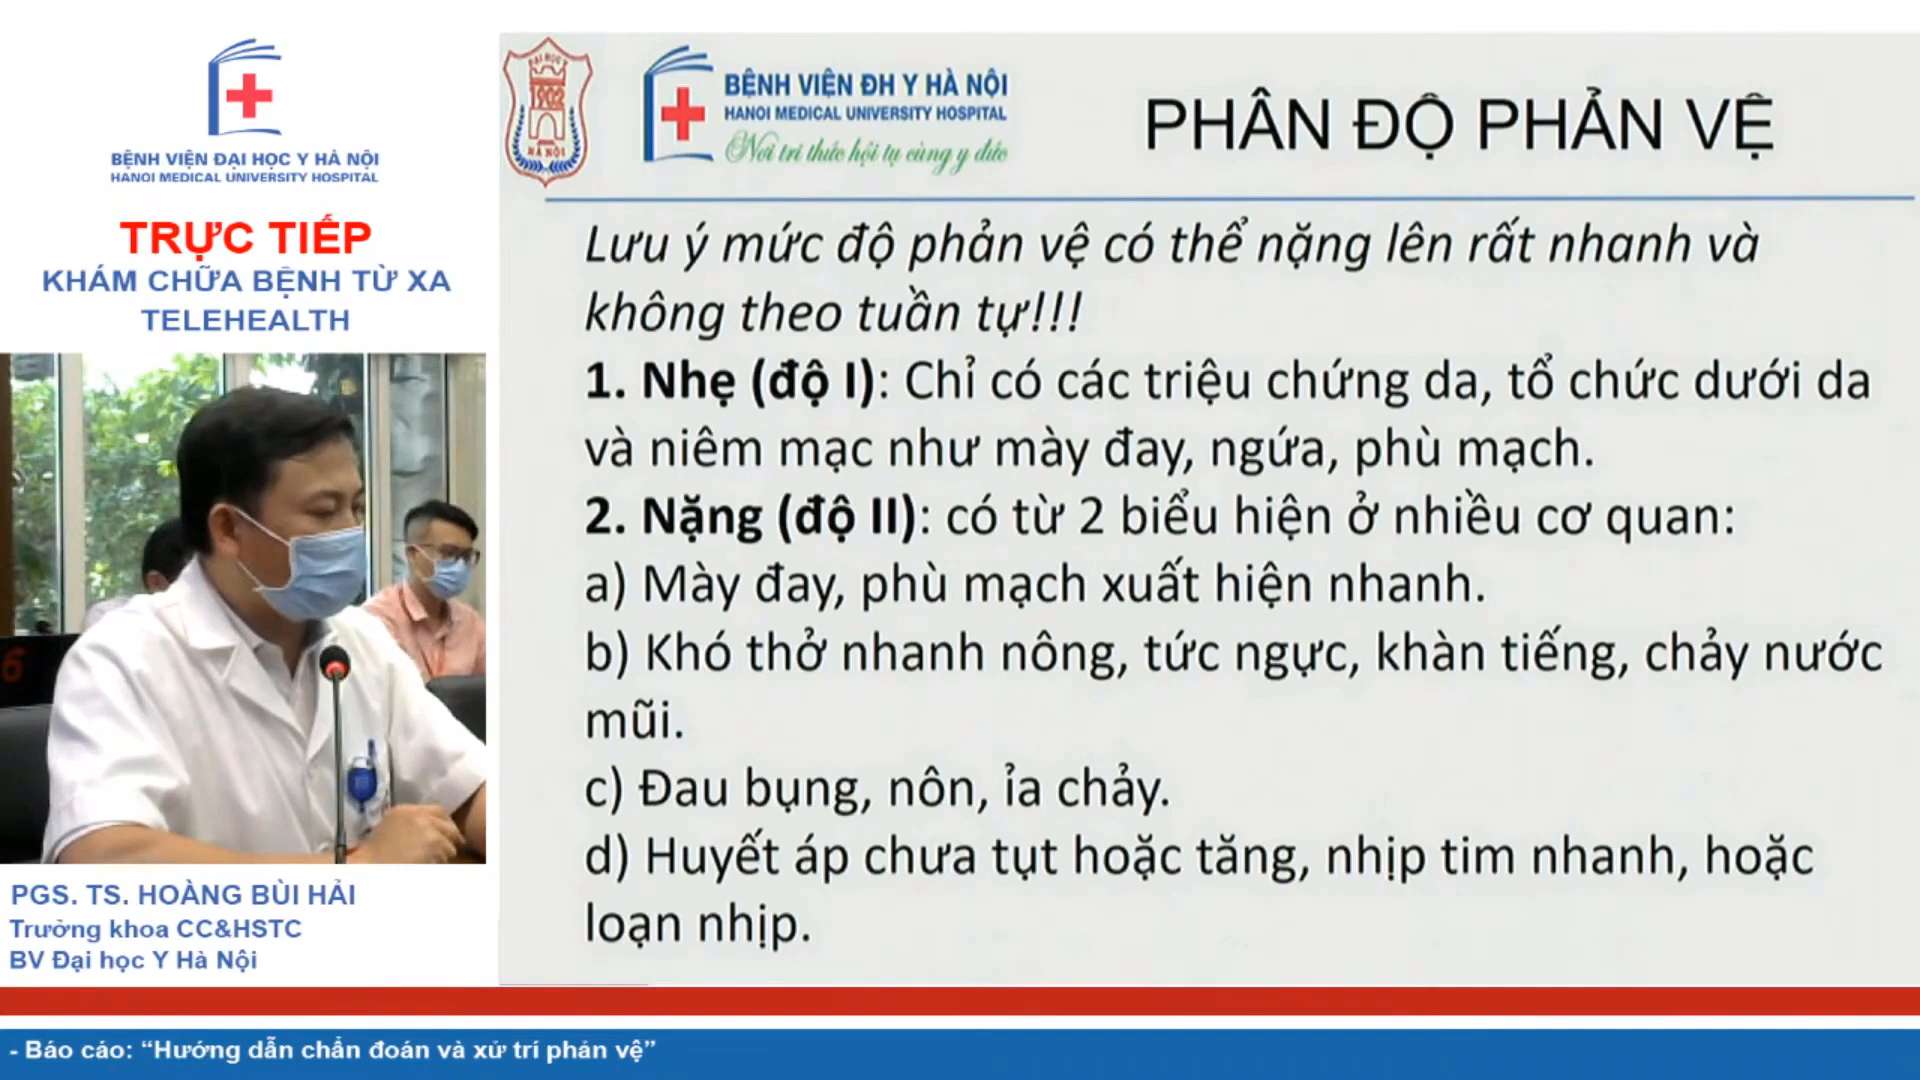 BỆNH VIỆN ĐẠI HỌC Y HÀ NỘI
HANOI MEDICAL UNIVERSITY HOSPITAL
TRỰC TIẾP
KHÁM CHỮA BỆNH TỪ XA
TELEHEALTH
PGS. TS. HOÀNG BÙI HẢI
Trưởng khoa CC&HSTC
BV Đại học Y Hà Nội
ĐẠI HỌC Y
1902
HÀ NỘI
BỆNH VIỆN ĐH Y HÀ NỘI
HANOI MEDICAL UNIVERSITY HOSPITAL
Nơi tri thức hội tụ cùng y đức
PHÂN ĐỘ PHẢN VỆ
Lưu ý mức độ phản vệ có thể nặng lên rất nhanh và
không theo tuần tự!!!
1. Nhẹ (độ I): Chỉ có các triệu chứng da, tổ chức dưới da
và niêm mạc như mày đay, ngứa, phù mạch.
2. Nặng (độ II): có từ 2 biểu hiện ở nhiều cơ quan:
a) Mày đay, phù mạch xuất hiện nhanh.
b) Khó thở nhanh nông, tức ngực, khàn tiếng, chảy nước
mũi.
c) Đau bụng, nôn, ỉa chảy.
d) Huyết áp chưa tụt hoặc tăng, nhịp tim nhanh, hoặc
loạn nhịp.
- Báo cáo: “Hướng dẫn chẩn đoán và xử trí phản vệ”